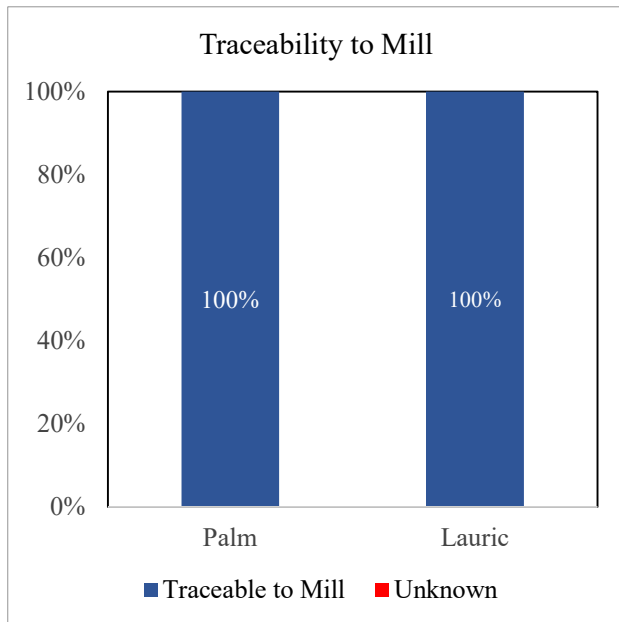 Traceability to Mill
100%
80%
60%
40%
20%
0%
100%
100%
Palm
Lauric
Traceable to Mill
Unknown